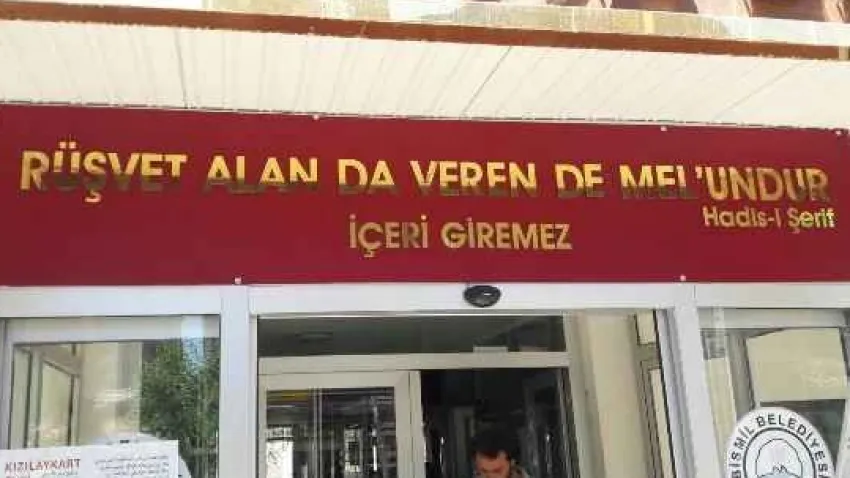 RÜŞVET ALAN DA VEREN DE MEL'UNDUR
Hadis-i Şerif
İÇERİ GİREMEZ
KIZILAYKART
BİSMİL BELEDİYESİ